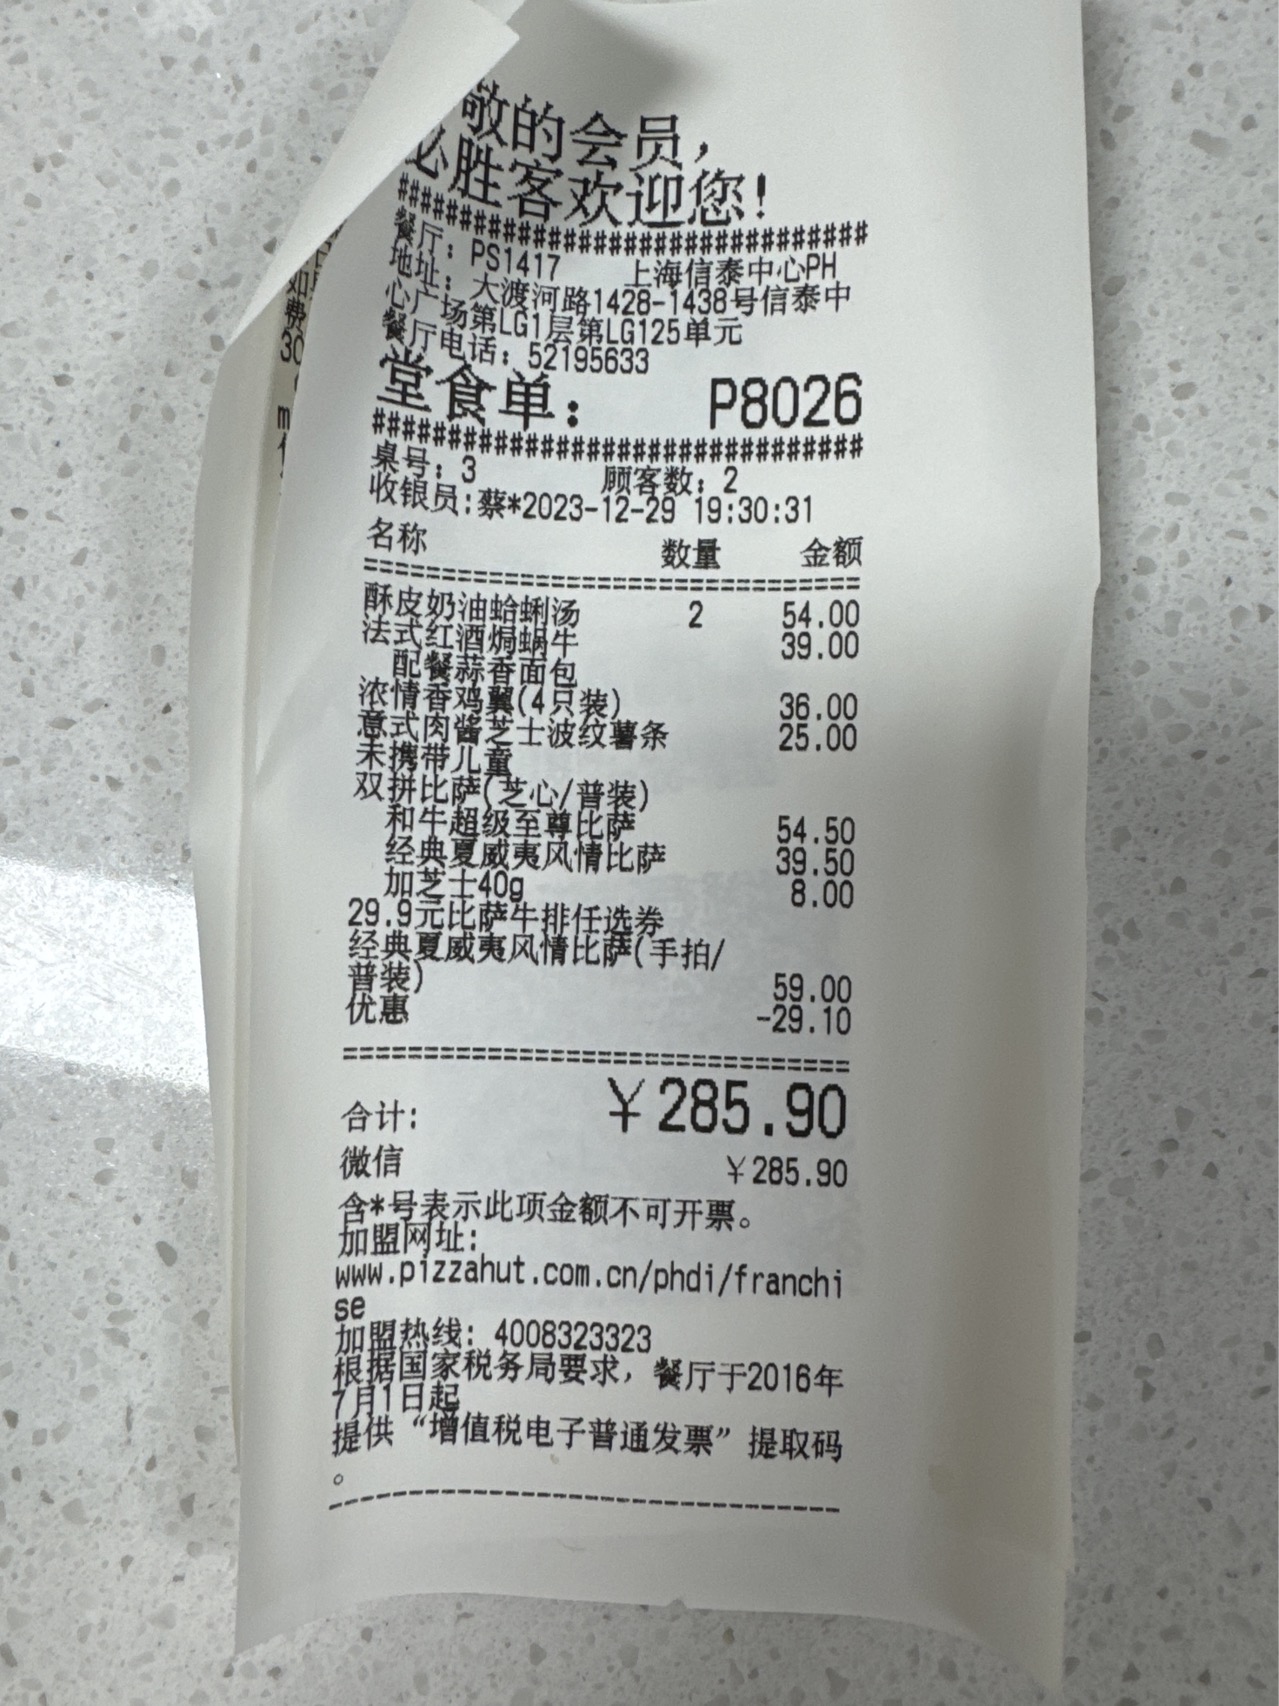 敬的会员，
必胜客欢迎您！
################################
餐厅：PS1417 上海信泰中心PH
地址：大渡河路1428-1438号信泰中
心广场第LG1层第LG125单元
餐厅电话：52195633
堂食单： P8026
################################
桌号：3 顾客数：2
收银员:蔡*2023-12-29 19:30:31
名称 数量 金额
================================
酥皮奶油蛤蜊汤 2 54.00
法式红酒焗蜗牛 39.00
配餐蒜香面包
浓情香鸡翼(4只装) 36.00
意式肉酱芝士波纹薯条 25.00
未携带儿童
双拼比萨(芝心/普装)
和牛超级至尊比萨 54.50
经典夏威夷风情比萨 39.50
加芝士40g 8.00
29.9元比萨牛排任选券
经典夏威夷风情比萨(手拍/
普装) 59.00
优惠 -29.10
================================
合计: ￥285.90
微信 ￥285.90
含*号表示此项金额不可开票。
加盟网址:
www.pizzahut.com.cn/phdi/franchi
se
加盟热线: 4008323323
根据国家税务局要求，餐厅于2016年
7月1日起
提供“增值税电子普通发票”提取码
。
--------------------------------
如
费
30
m